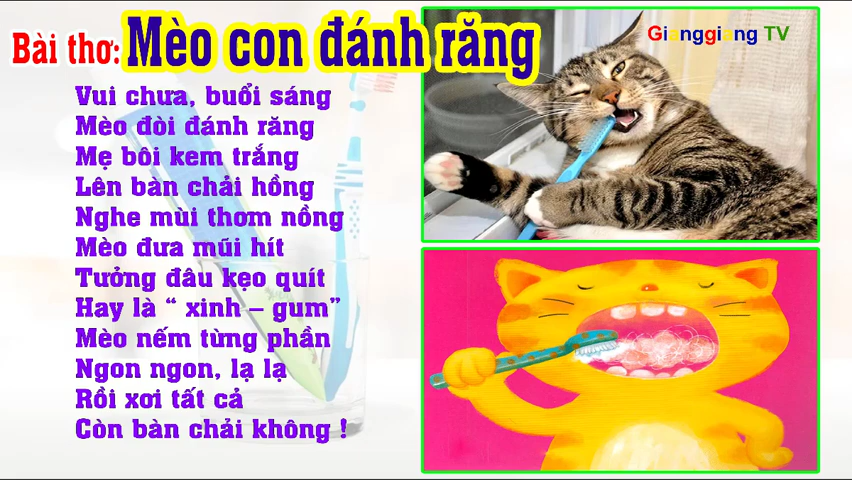 Bài thơ: Mèo con đánh răng
Giànggiang TV
Vui chưa, buổi sáng
Mèo đòi đánh răng
Mẹ bôi kem trắng
Lên bàn chải hồng
Nghe mùi thơm nồng
Mèo đưa mũi hít
Tưởng đâu kẹo quít
Hay là “ xinh – gum”
Mèo nếm từng phần
Ngon ngon, lạ lạ
Rồi xơi tất cả
Còn bàn chải không !